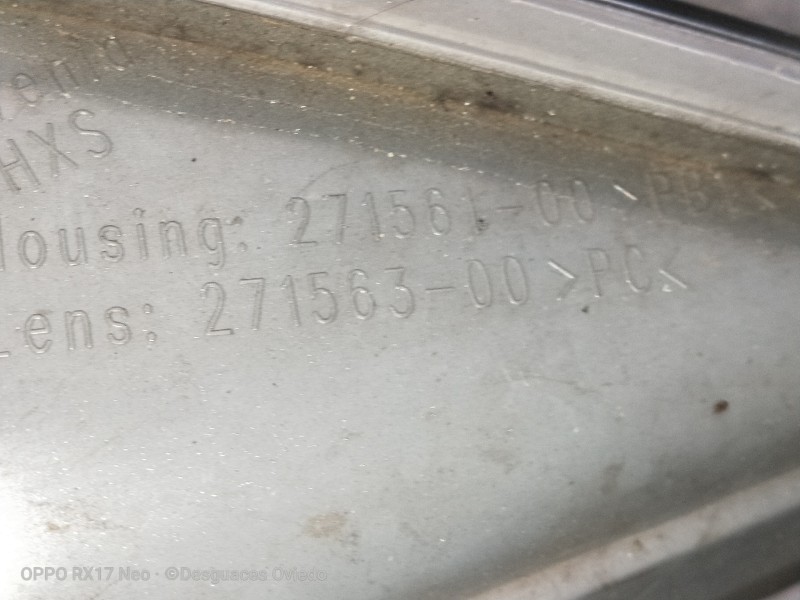 HXS
Housing: 271561-00 >PB
Lens: 271563-00 >PC<
OPPO RX17 Neo · ©Desguaces Oviedo